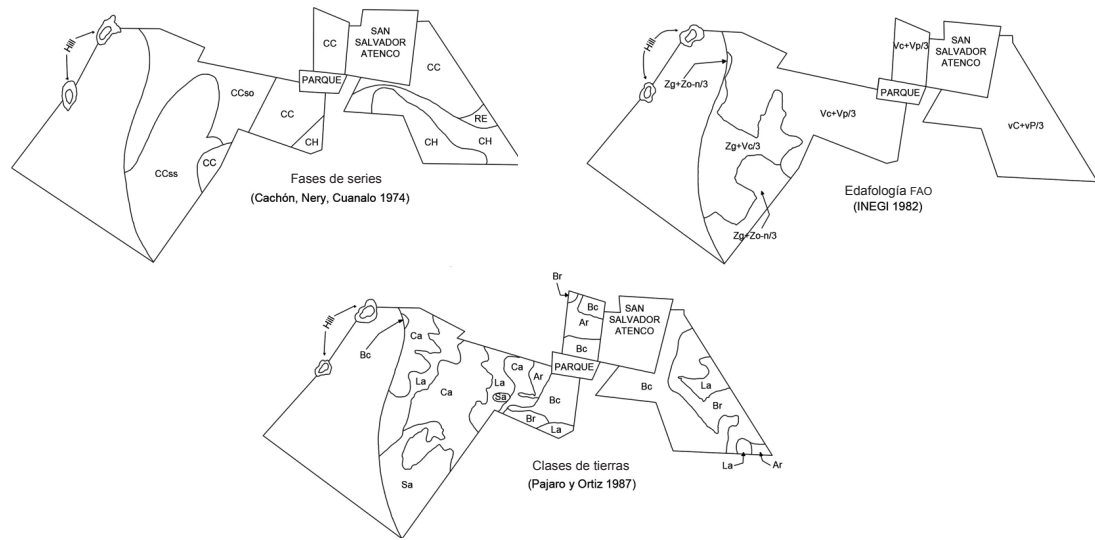 Hill
CC
SAN
SALVADOR
ATENCO
CC
PARQUE
CCso
CC
RE
CH
CH
CH
CCss
CC
Fases de series
(Cachón, Nery, Cuanalo 1974)
Hill
Vc+Vp/3
SAN
SALVADOR
ATENCO
Zg+Zo-n/3
PARQUE
Vc+Vp/3
vC+vP/3
Zg+Vc/3
Zg+Zo-n/3
Edafología FAO
(INEGI 1982)
Br
Hill
Bc
SAN
SALVADOR
ATENCO
Ar
Bc
Ca
Bc
PARQUE
La
Ca
La
Ca
Ar
Sa
Bc
Bc
La
Br
Br
La
Sa
La
Ar
Clases de tierras
(Pajaro y Ortiz 1987)